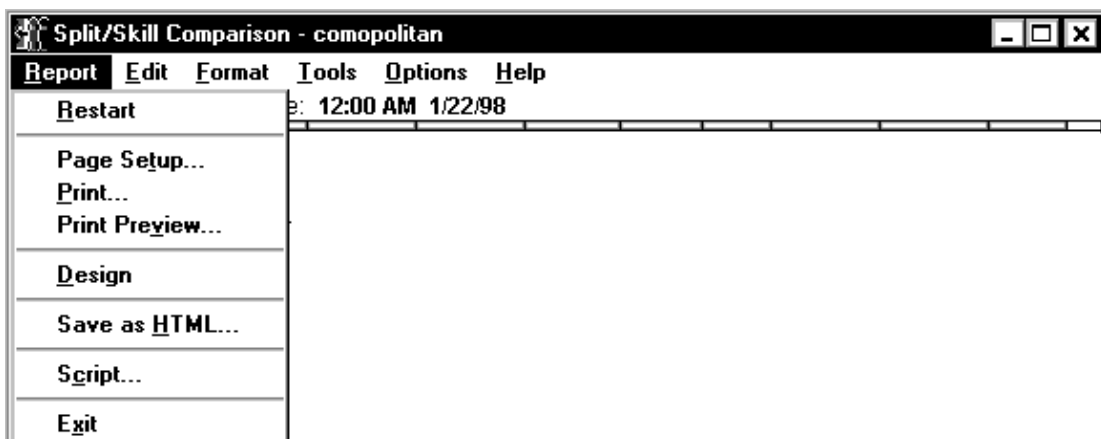 Split/Skill Comparison - comopolitan
Report Edit Format Tools Options Help
Restart
e: 12:00 AM 1/22/98
Page Setup...
Print...
Print Preview...
Design
Save as HTML...
Script...
Exit